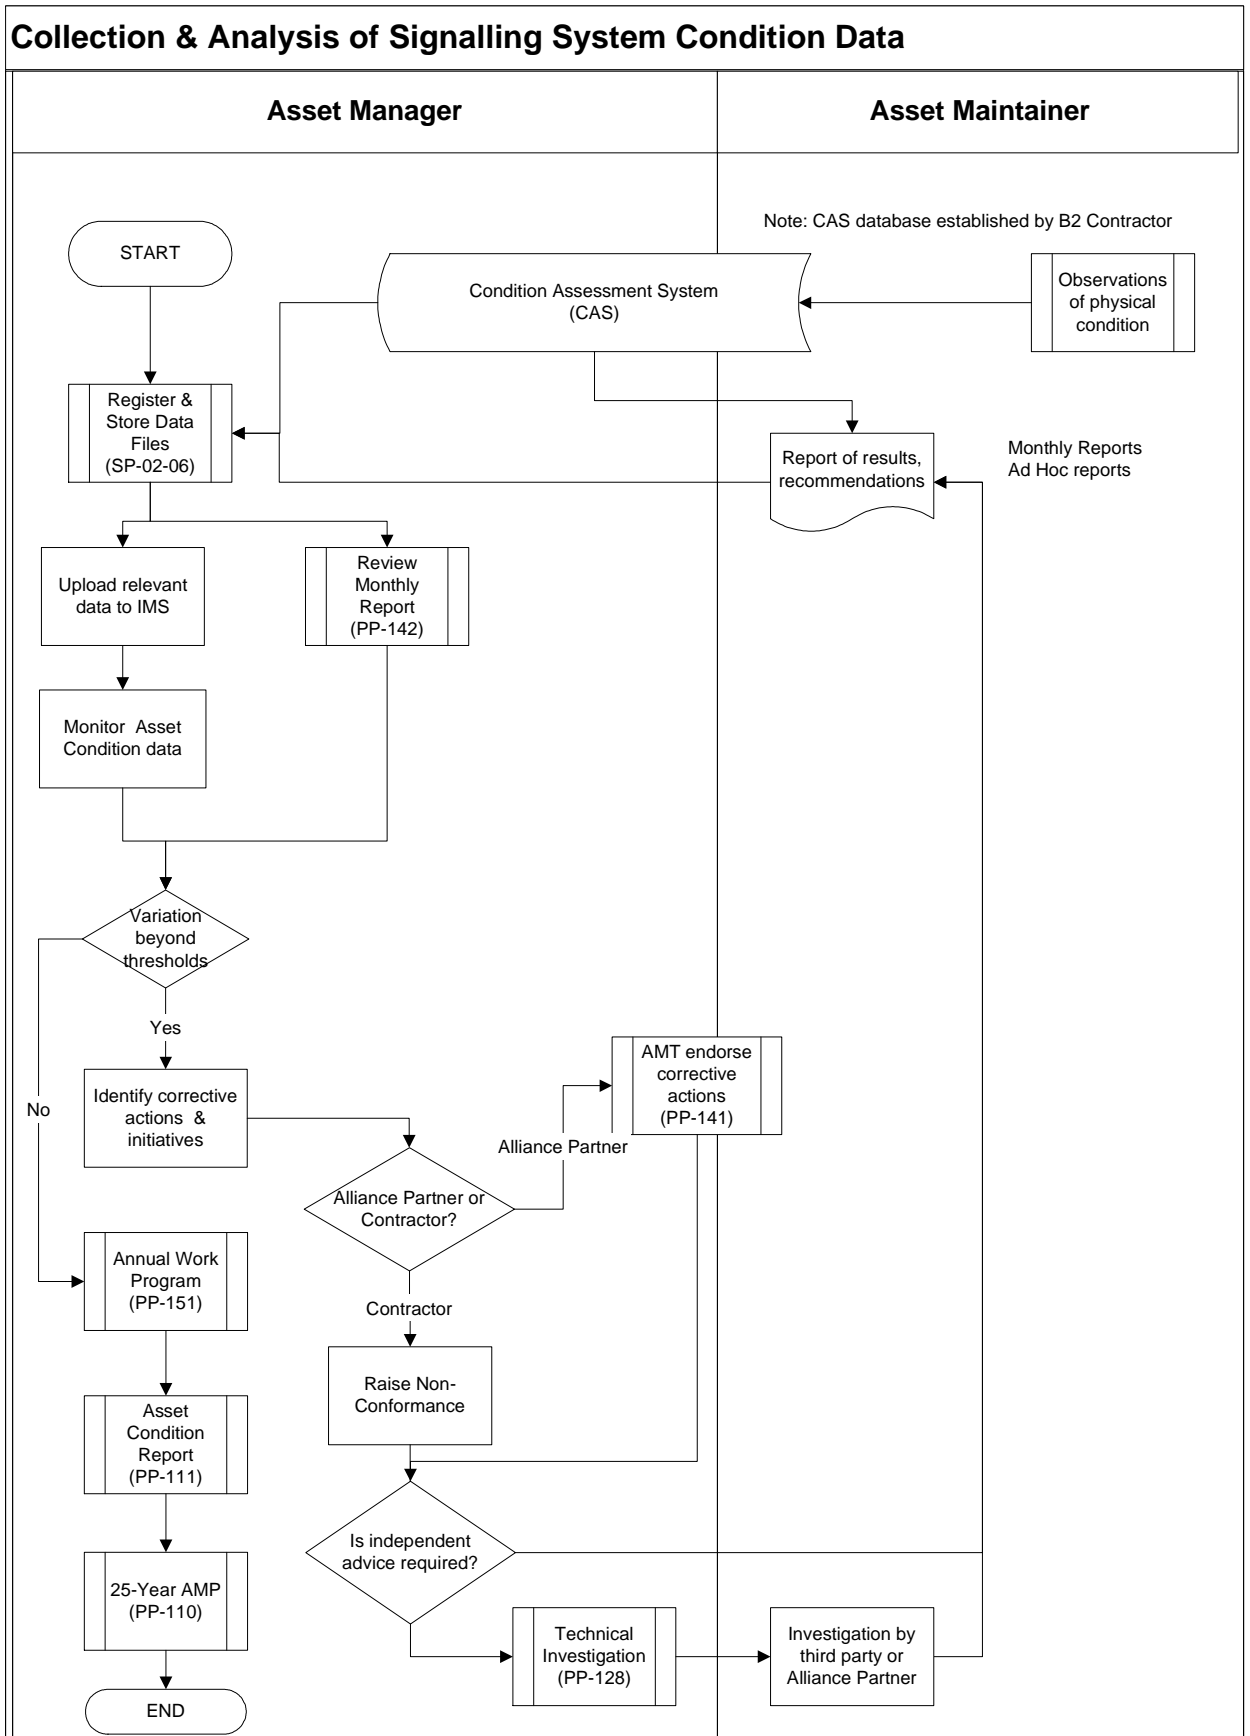 Collection & Analysis of Signalling System Condition Data
Asset Manager
Asset Maintainer
Note: CAS database established by B2 Contractor
START
Condition Assessment System
(CAS)
Observations
of physical
condition
Register &
Store Data
Files
(SP-02-06)
Report of results,
recommendations
Monthly Reports
Ad Hoc reports
Upload relevant
data to IMS
Review
Monthly
Report
(PP-142)
Monitor Asset
Condition data
Variation
beyond
thresholds
Yes
No
Identify corrective
actions &
initiatives
AMT endorse
corrective
actions
(PP-141)
Alliance Partner
Alliance Partner or
Contractor?
Annual Work
Program
(PP-151)
Contractor
Raise Non-
Conformance
Asset
Condition
Report
(PP-111)
Is independent
advice required?
25-Year AMP
(PP-110)
Technical
Investigation
(PP-128)
Investigation by
third party or
Alliance Partner
END